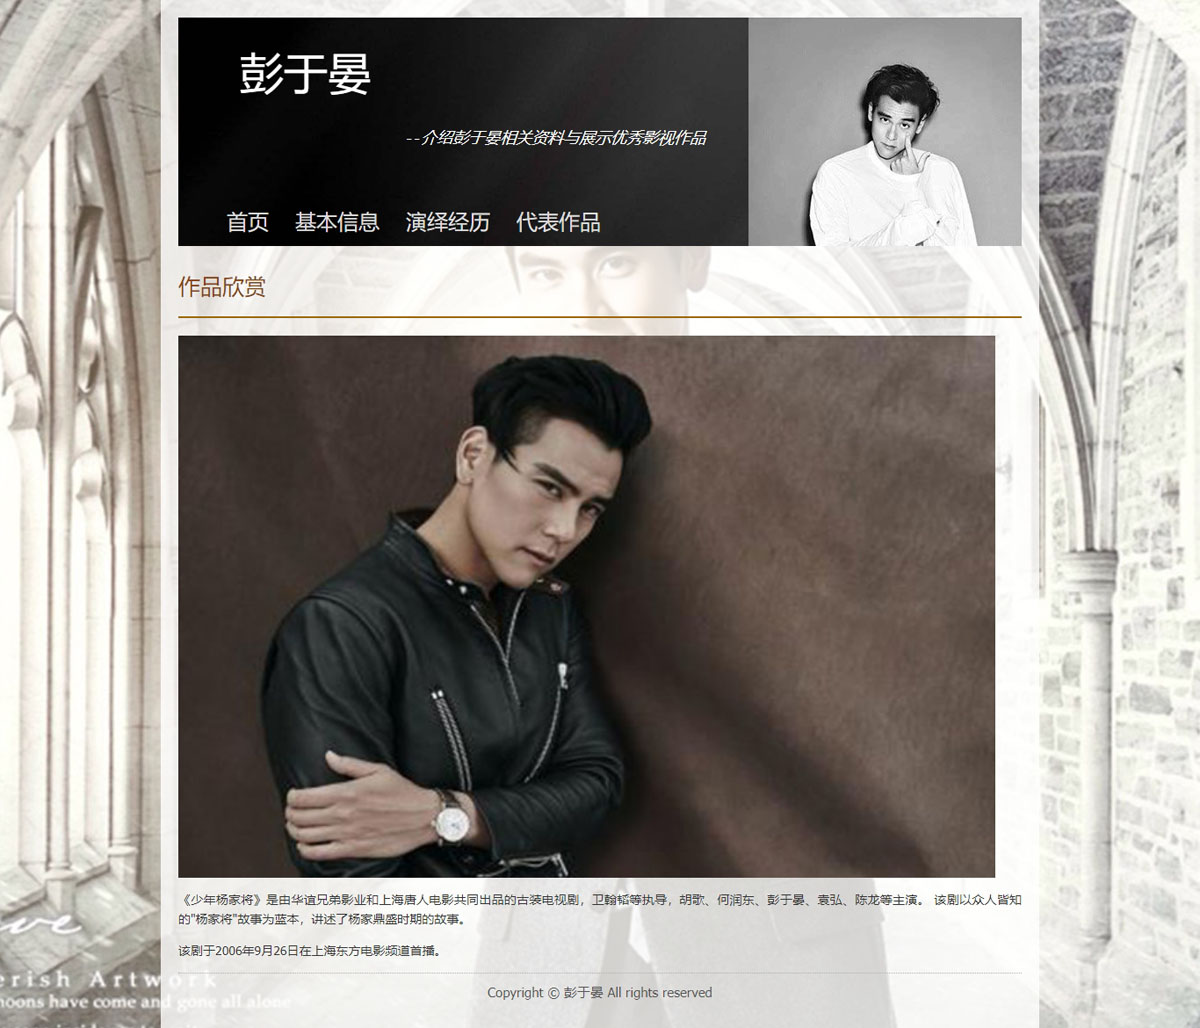 彭于晏
--介绍彭于晏相关资料与展示优秀影视作品
首页 基本信息 演绎经历 代表作品
作品欣赏
《少年杨家将》是由华谊兄弟影业和上海唐人电影共同出品的古装电视剧，卫翰韬等执导，胡歌、何润东、彭于晏、袁弘、陈龙等主演。 该剧以众人皆知
的"杨家将"故事为蓝本，讲述了杨家鼎盛时期的故事。
该剧于2006年9月26日在上海东方电影频道首播。
erish Artwork
moons have come and gone all alone
Copyright © 彭于晏 All rights reserved